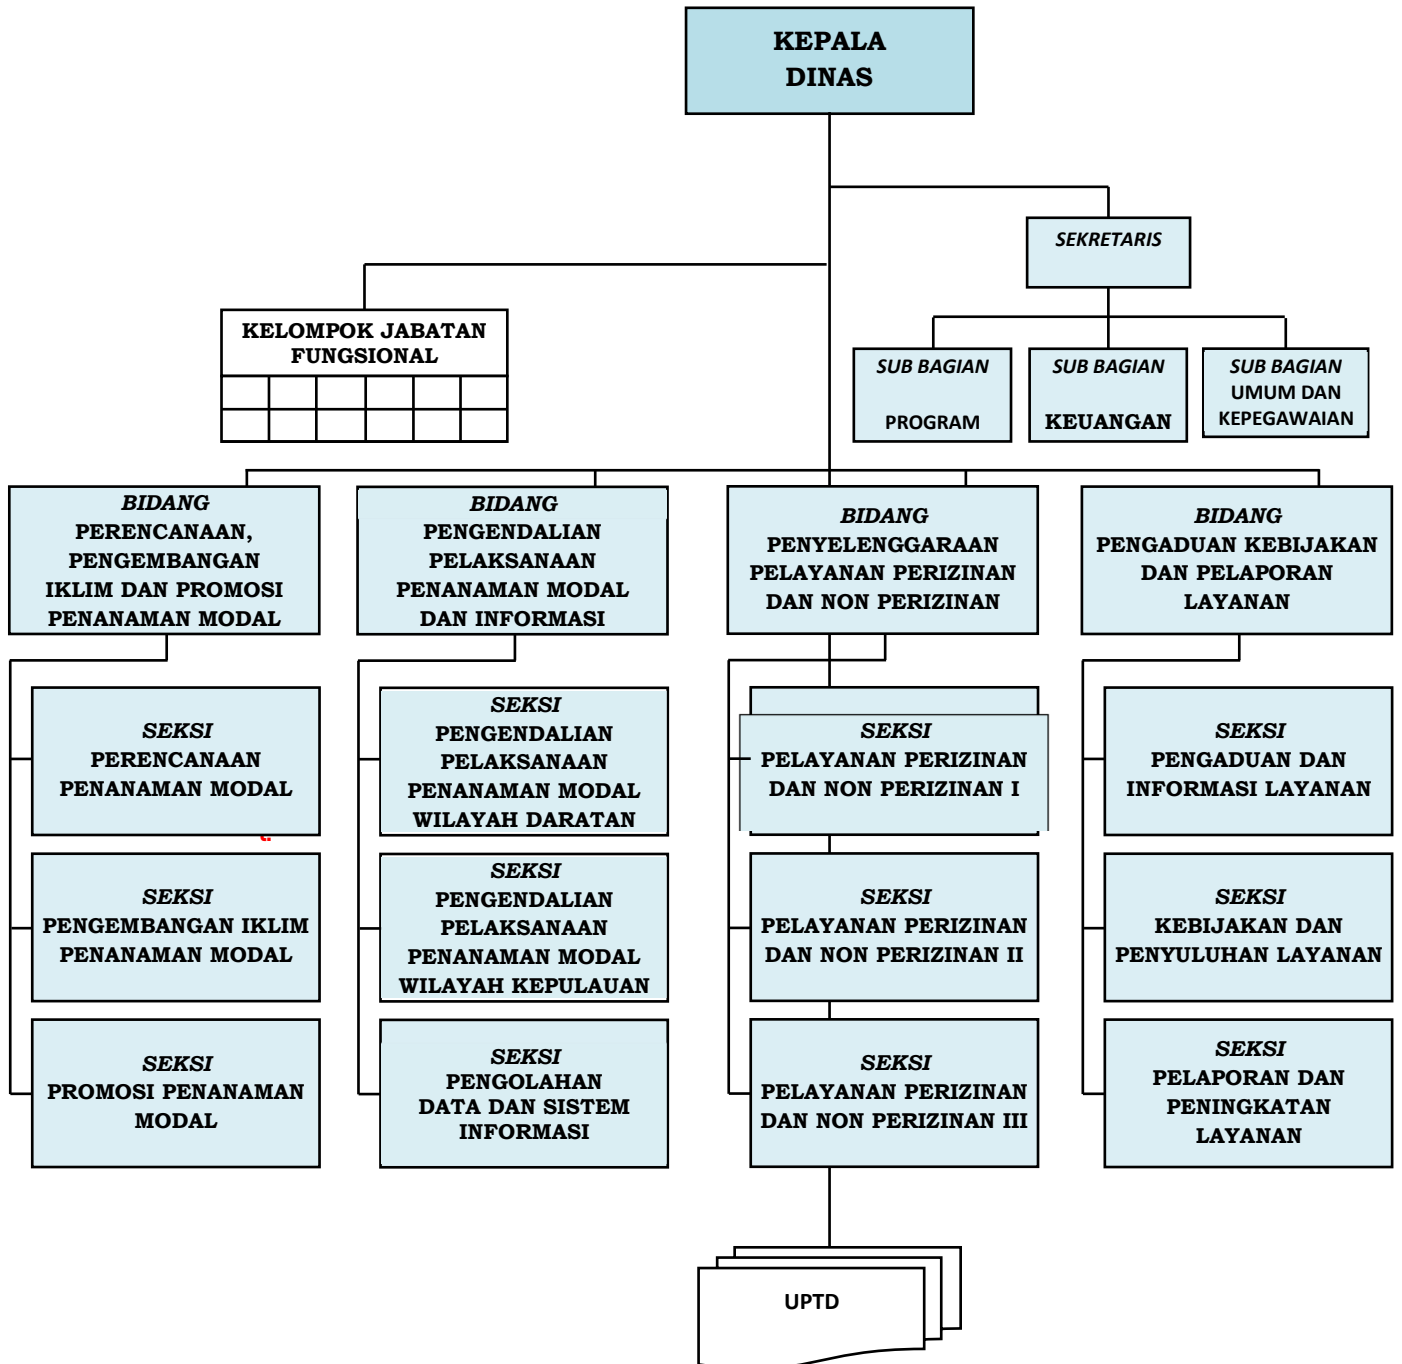 KEPALA
DINAS
SEKRETARIS
KELOMPOK JABATAN
FUNGSIONAL
SUB BAGIAN
PROGRAM
SUB BAGIAN
KEUANGAN
SUB BAGIAN
UMUM DAN
KEPEGAWAIAN
BIDANG
PERENCANAAN,
PENGEMBANGAN
IKLIM DAN PROMOSI
PENANAMAN MODAL
BIDANG
PENGENDALIAN
PELAKSANAAN
PENANAMAN MODAL
DAN INFORMASI
BIDANG
PENYELENGGARAAN
PELAYANAN PERIZINAN
DAN NON PERIZINAN
BIDANG
PENGADUAN KEBIJAKAN
DAN PELAPORAN
LAYANAN
SEKSI
PERENCANAAN
PENANAMAN MODAL
SEKSI
PENGENDALIAN
PELAKSANAAN
PENANAMAN MODAL
WILAYAH DARATAN
SEKSI
PELAYANAN PERIZINAN
DAN NON PERIZINAN I
SEKSI
PENGADUAN DAN
INFORMASI LAYANAN
SEKSI
PENGEMBANGAN IKLIM
PENANAMAN MODAL
SEKSI
PENGENDALIAN
PELAKSANAAN
PENANAMAN MODAL
WILAYAH KEPULAUAN
SEKSI
PELAYANAN PERIZINAN
DAN NON PERIZINAN II
SEKSI
KEBIJAKAN DAN
PENYULUHAN LAYANAN
SEKSI
PROMOSI PENANAMAN
MODAL
SEKSI
PENGOLAHAN
DATA DAN SISTEM
INFORMASI
SEKSI
PELAYANAN PERIZINAN
DAN NON PERIZINAN III
SEKSI
PELAPORAN DAN
PENINGKATAN
LAYANAN
UPTD